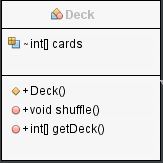 Deck
~int[] cards
+Deck()
+void shuffle()
+int[] getDeck()